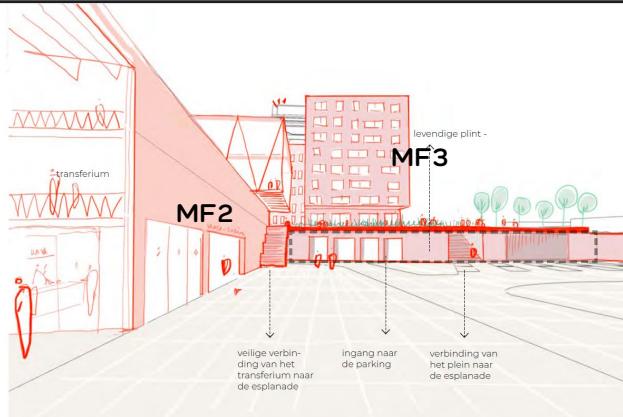 levendige plint -
MF3
transferium
MF2
veilige verbin-
ding van het
transferium naar
de esplanade
ingang naar
de parking
verbinding van
het plein naar
de esplanade